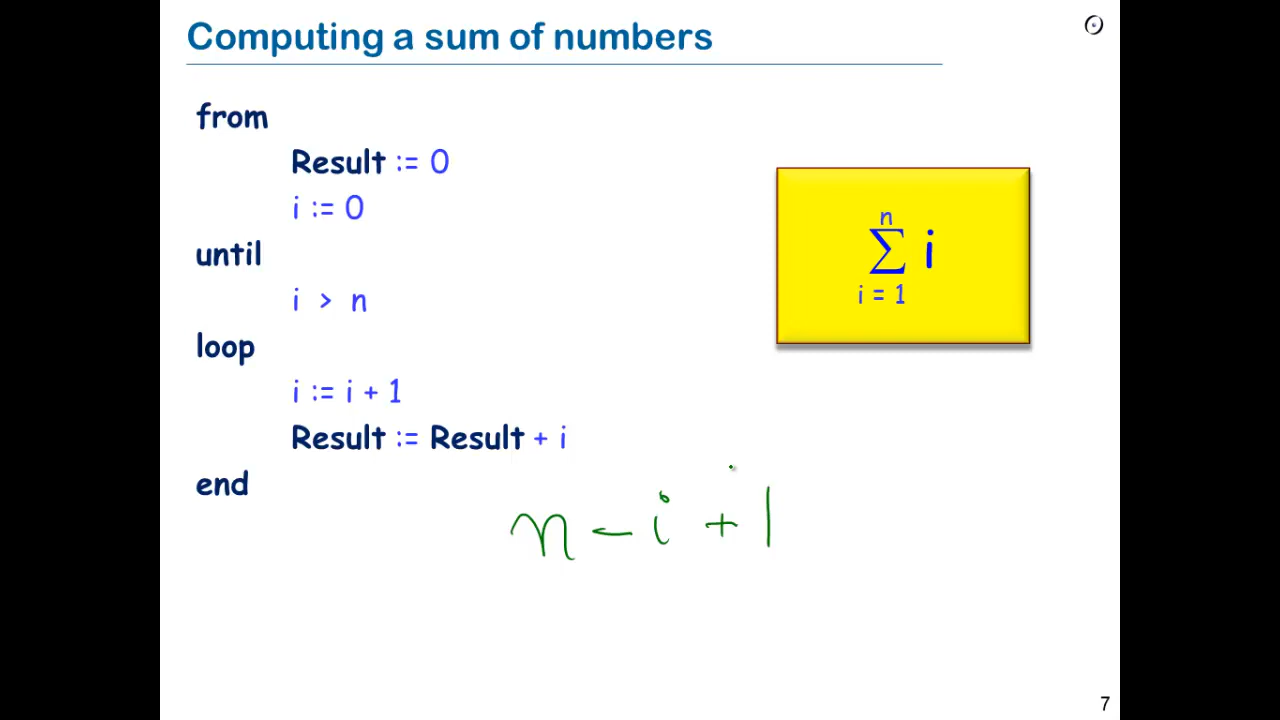 Computing a sum of numbers
from
Result := 0
i := 0
until
i > n
loop
i := i + 1
Result := Result + i
end
n
∑ i
i = 1
n - i + 1
7